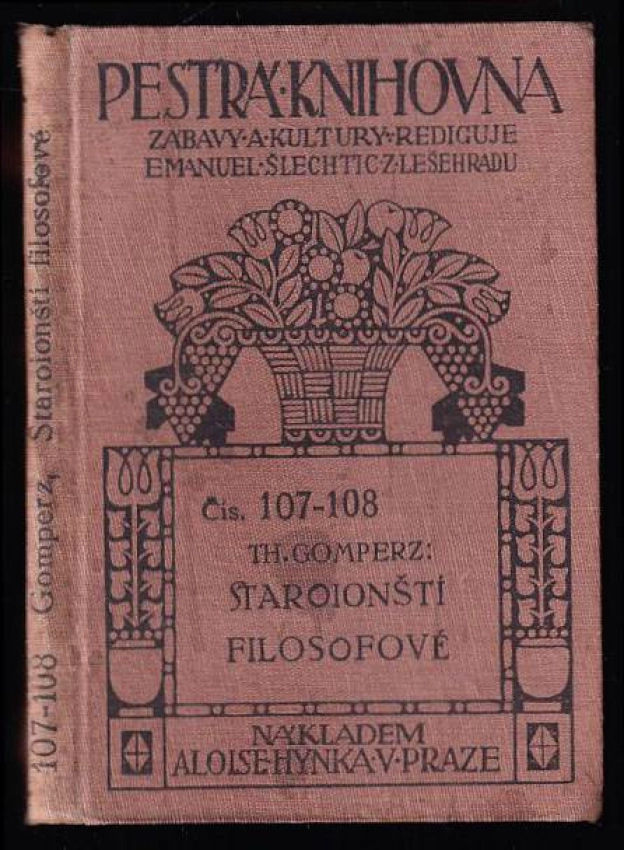 PESTRÁ·KNIHOVNA
ZÁBAVY·A·KULTURY·REDIGUJE
EMANUEL·ŠLECHTIC·Z·LEŠEHRADU
Čís. 107-108
TH. GOMPERZ:
STAROIONŠTÍ
FILOSOFOVÉ
NÁKLADEM
ALOISE·HYNKA·V·PRAZE
107-108 Gomperz, Staroionští filosofové